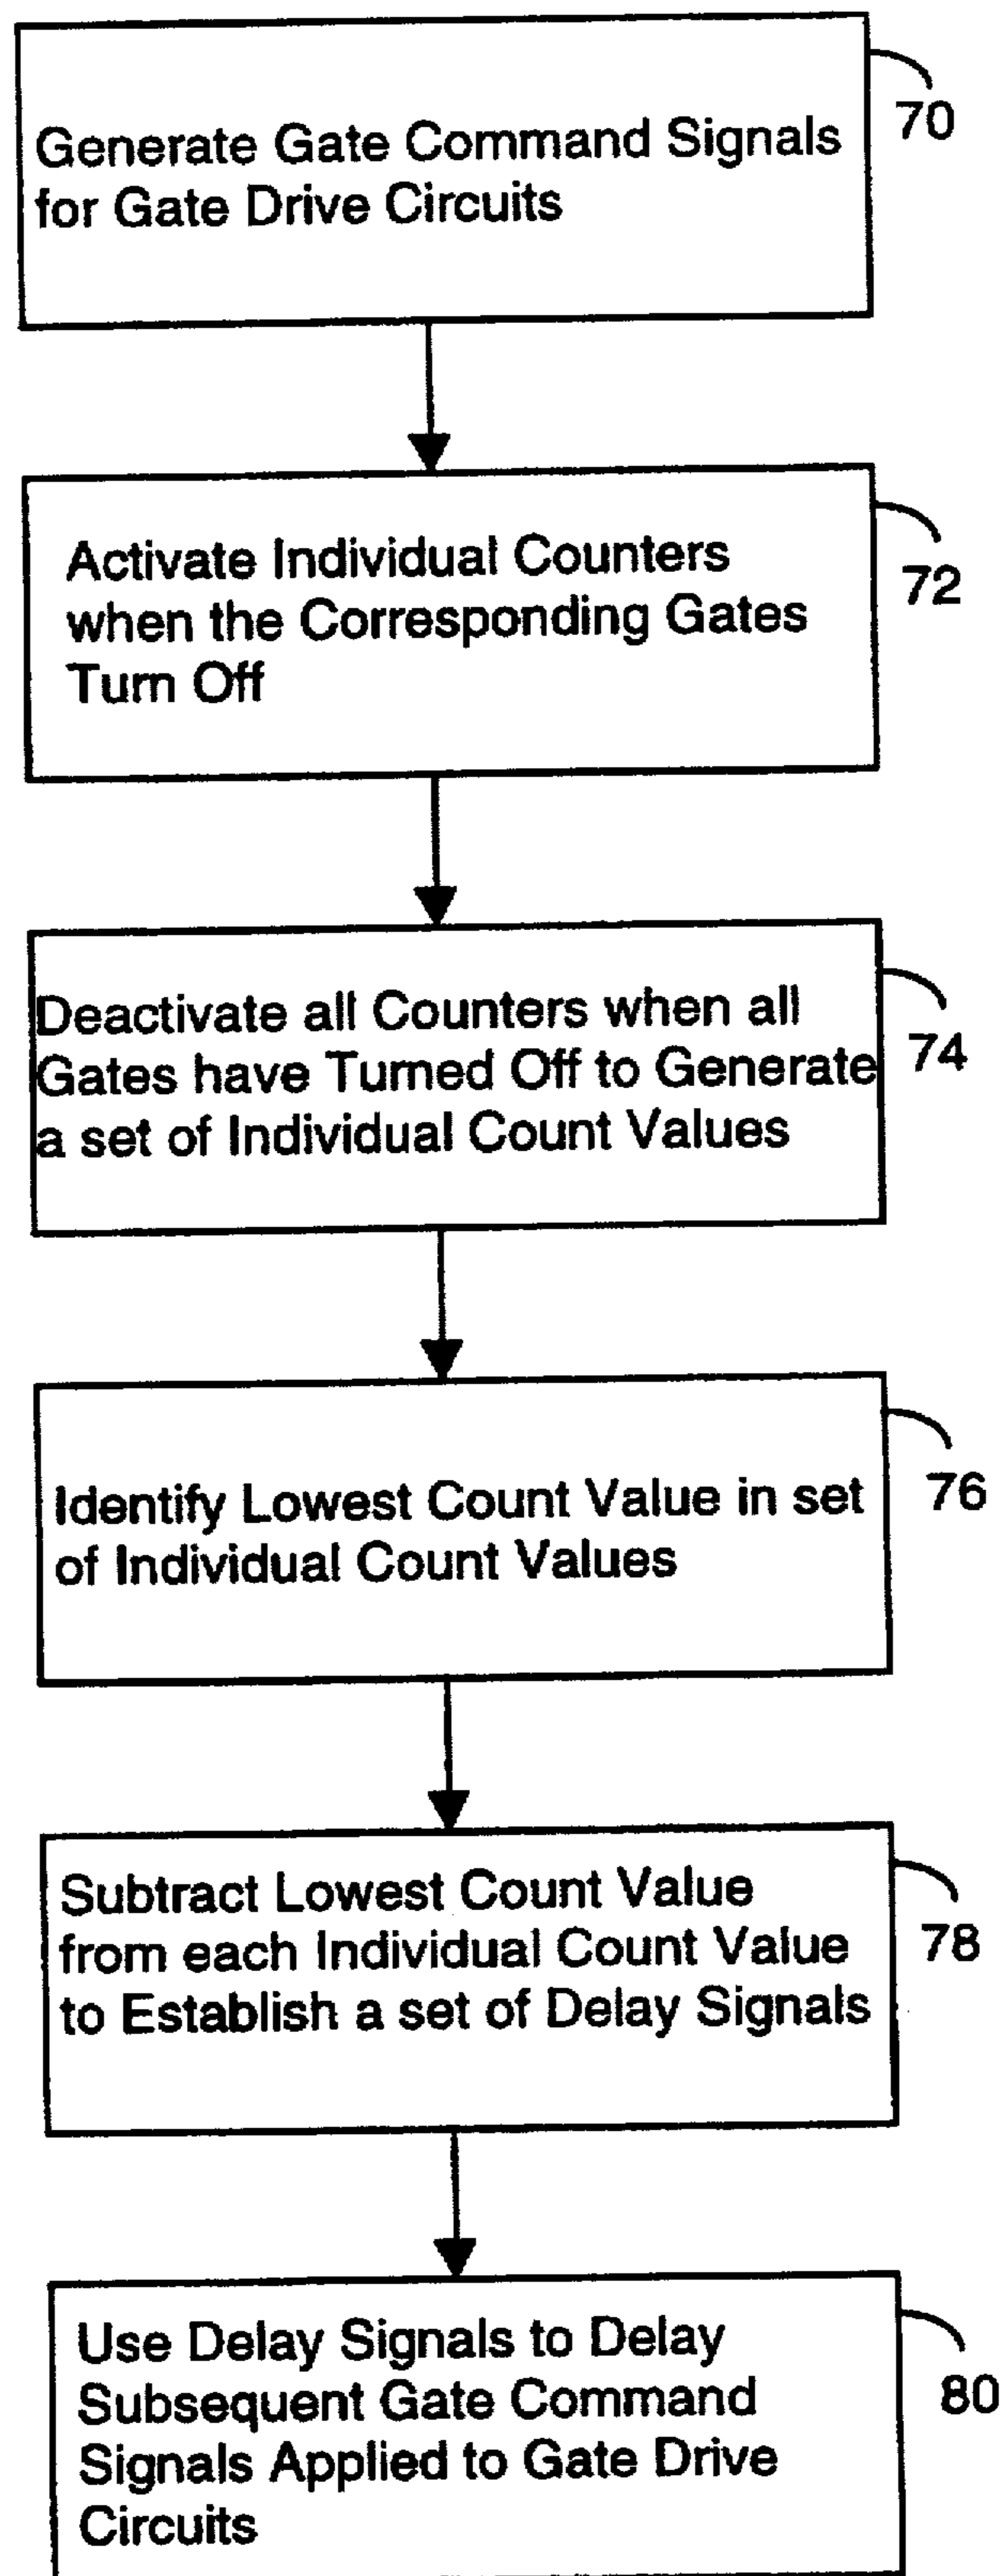 Generate Gate Command Signals
for Gate Drive Circuits
70
Activate Individual Counters
when the Corresponding Gates
Turn Off
72
Deactivate all Counters when all
Gates have Turned Off to Generate
a set of Individual Count Values
74
Identify Lowest Count Value in set
of Individual Count Values
76
Subtract Lowest Count Value
from each Individual Count Value
to Establish a set of Delay Signals
78
Use Delay Signals to Delay
Subsequent Gate Command
Signals Applied to Gate Drive
Circuits
80